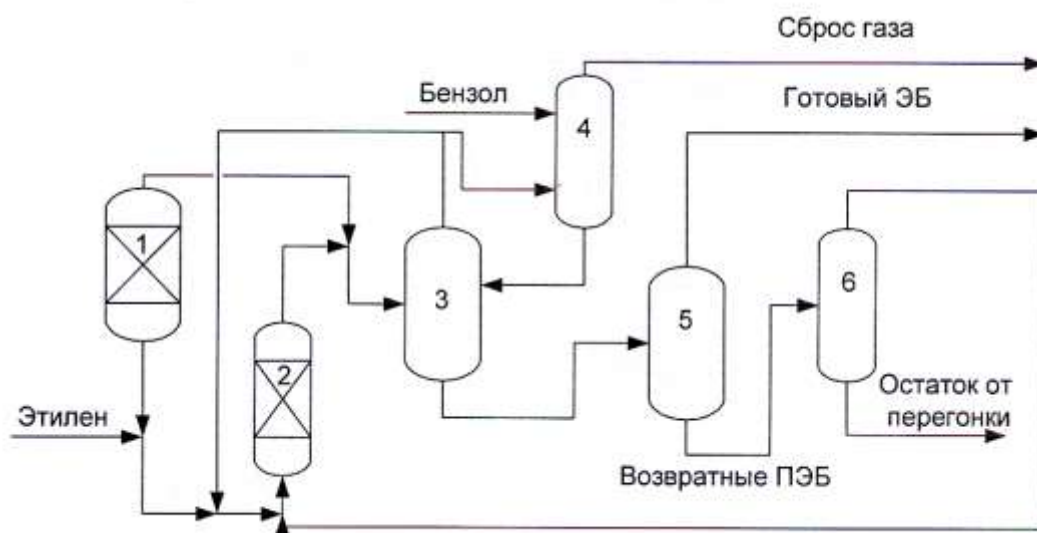 Сброс газа
Бензол
Готовый ЭБ
4
1
3
6
5
2
Остаток от
перегонки
Этилен
Возвратные ПЭБ